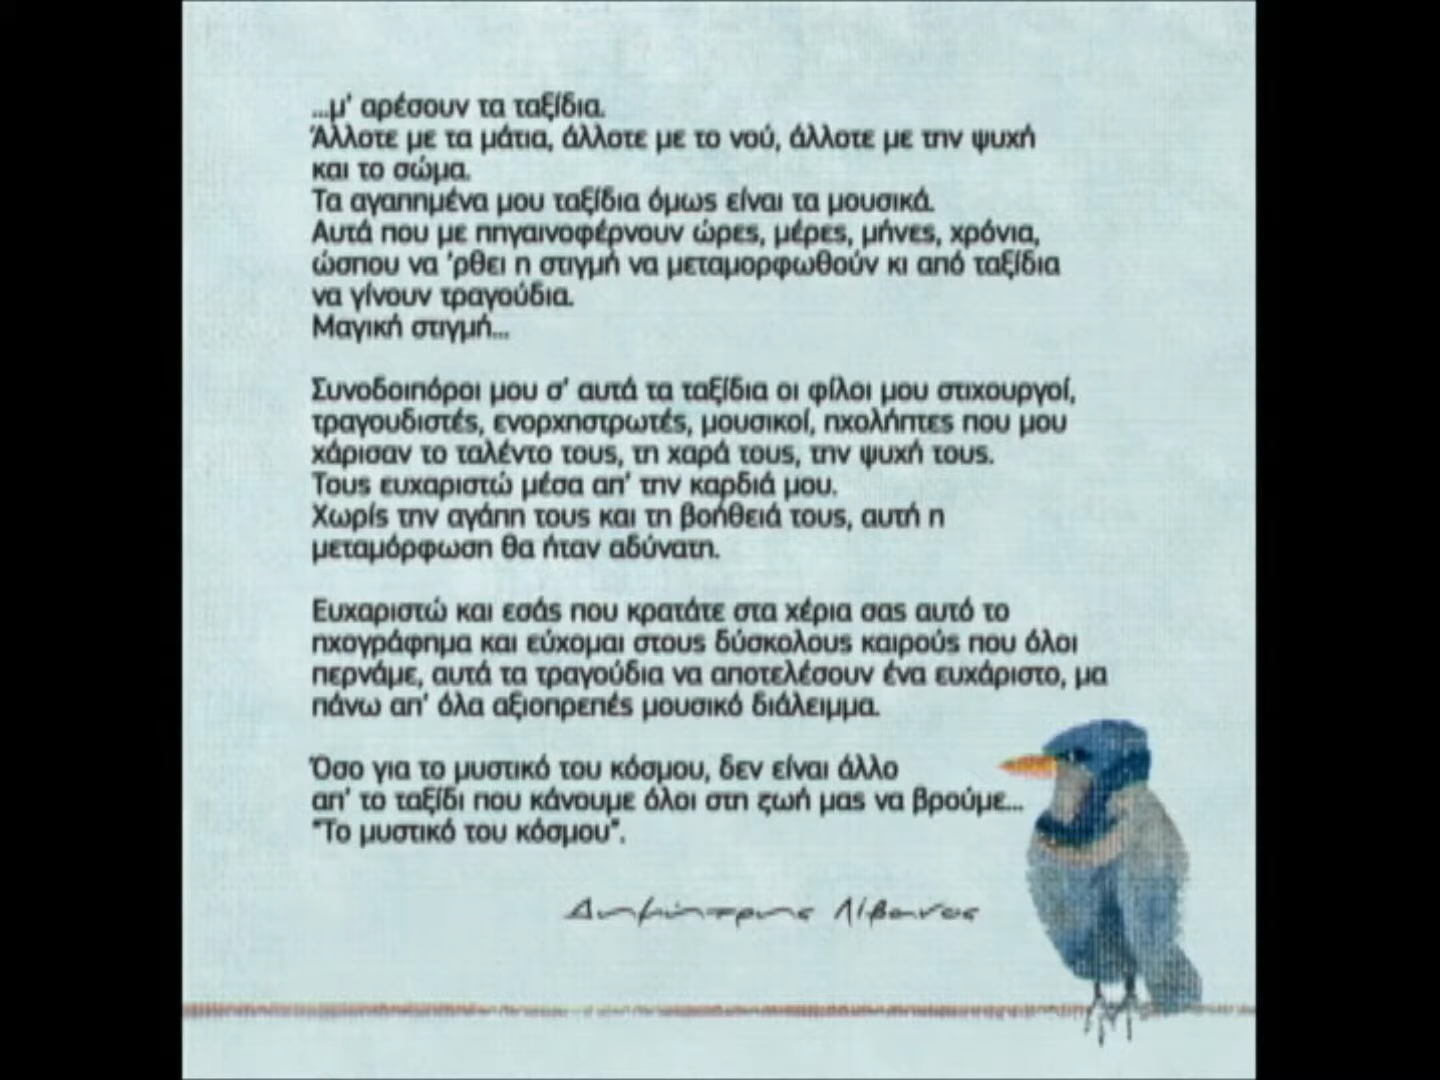 ...μ' αρέσουν τα ταξίδια.
Άλλοτε με τα μάτια, άλλοτε με το νού, άλλοτε με την ψυχή
και το σώμα.
Τα αγαπημένα μου ταξίδια όμως είναι τα μουσικά.
Αυτά που με πηγαινοφέρνουν ώρες, μέρες, μήνες, χρόνια,
ώσπου να 'ρθει η στιγμή να μεταμορφωθούν κι από ταξίδια
να γίνουν τραγούδια.
Μαγική στιγμή...
Συνοδοιπόροι μου σ' αυτά τα ταξίδια οι φίλοι μου στιχουργοί,
τραγουδιστές, ενορχηστρωτές, μουσικοί, ηχολήπτες που μου
χάρισαν το ταλέντο τους, τη χαρά τους, την ψυχή τους.
Τους ευχαριστώ μέσα απ' την καρδιά μου.
Χωρίς την αγάπη τους και τη βοήθειά τους, αυτή η
μεταμόρφωση θα ήταν αδύνατη.
Ευχαριστώ και εσάς που κρατάτε στα χέρια σας αυτό το
ηχογράφημα και εύχομαι στους δύσκολους καιρούς που όλοι
περνάμε, αυτά τα τραγούδια να αποτελέσουν ένα ευχάριστο, μα
πάνω απ' όλα αξιοπρεπές μουσικό διάλειμμα.
Όσο για το μυστικό του κόσμου, δεν είναι άλλο
απ' το ταξίδι που κάνουμε όλοι στη ζωή μας να βρούμε...
"Το μυστικό του κόσμου".
Δημήτρης Λίβανος